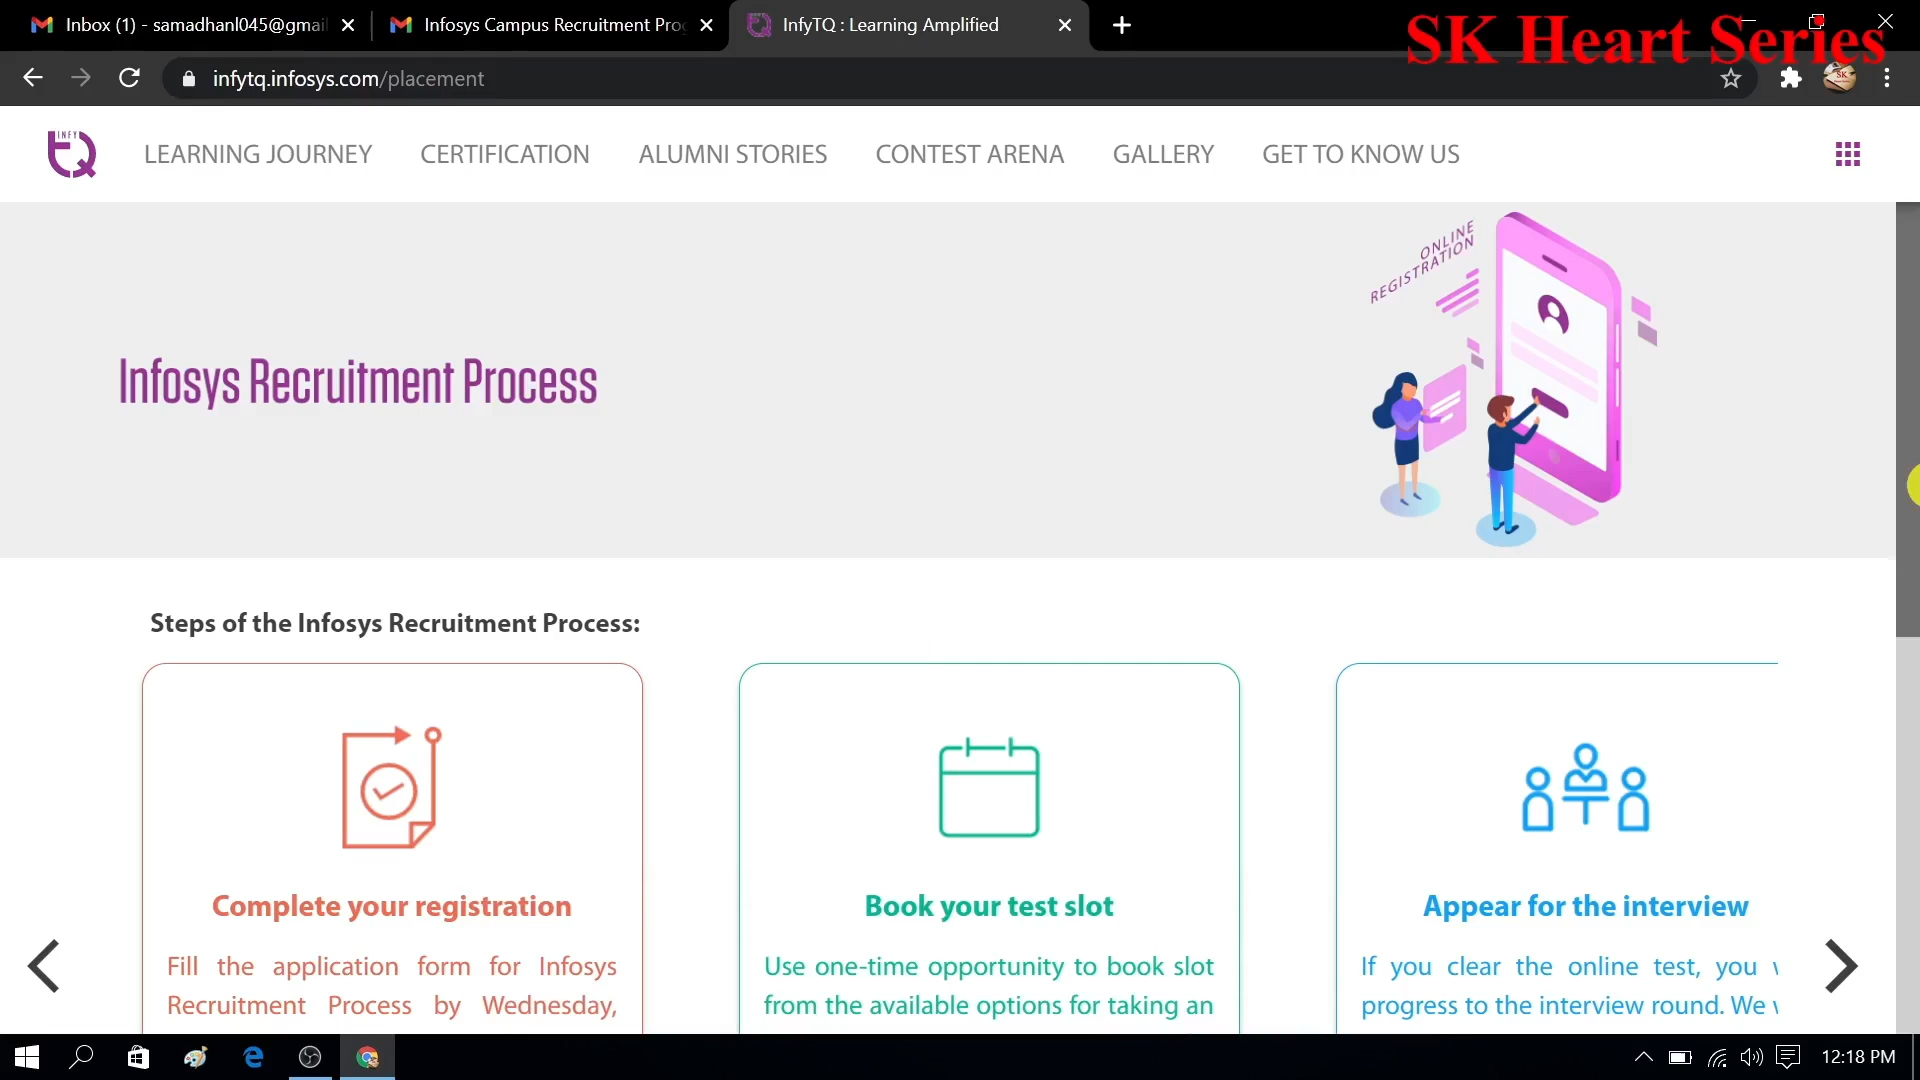 Inbox (1) - samadhanl045@gmail
Infosys Campus Recruitment Pro
InfyTQ : Learning Amplified
SK Heart Series
infytq.infosys.com/placement
SK
INFY
TQ
LEARNING JOURNEY
CERTIFICATION
ALUMNI STORIES
CONTEST ARENA
GALLERY
GET TO KNOW US
ONLINE
REGISTRATION
Infosys Recruitment Process
Steps of the Infosys Recruitment Process:
Complete your registration
Fill the application form for Infosys
Recruitment Process by Wednesday,
Book your test slot
Use one-time opportunity to book slot
from the available options for taking an
Appear for the interview
If you clear the online test, you
progress to the interview round. We
12:18 PM